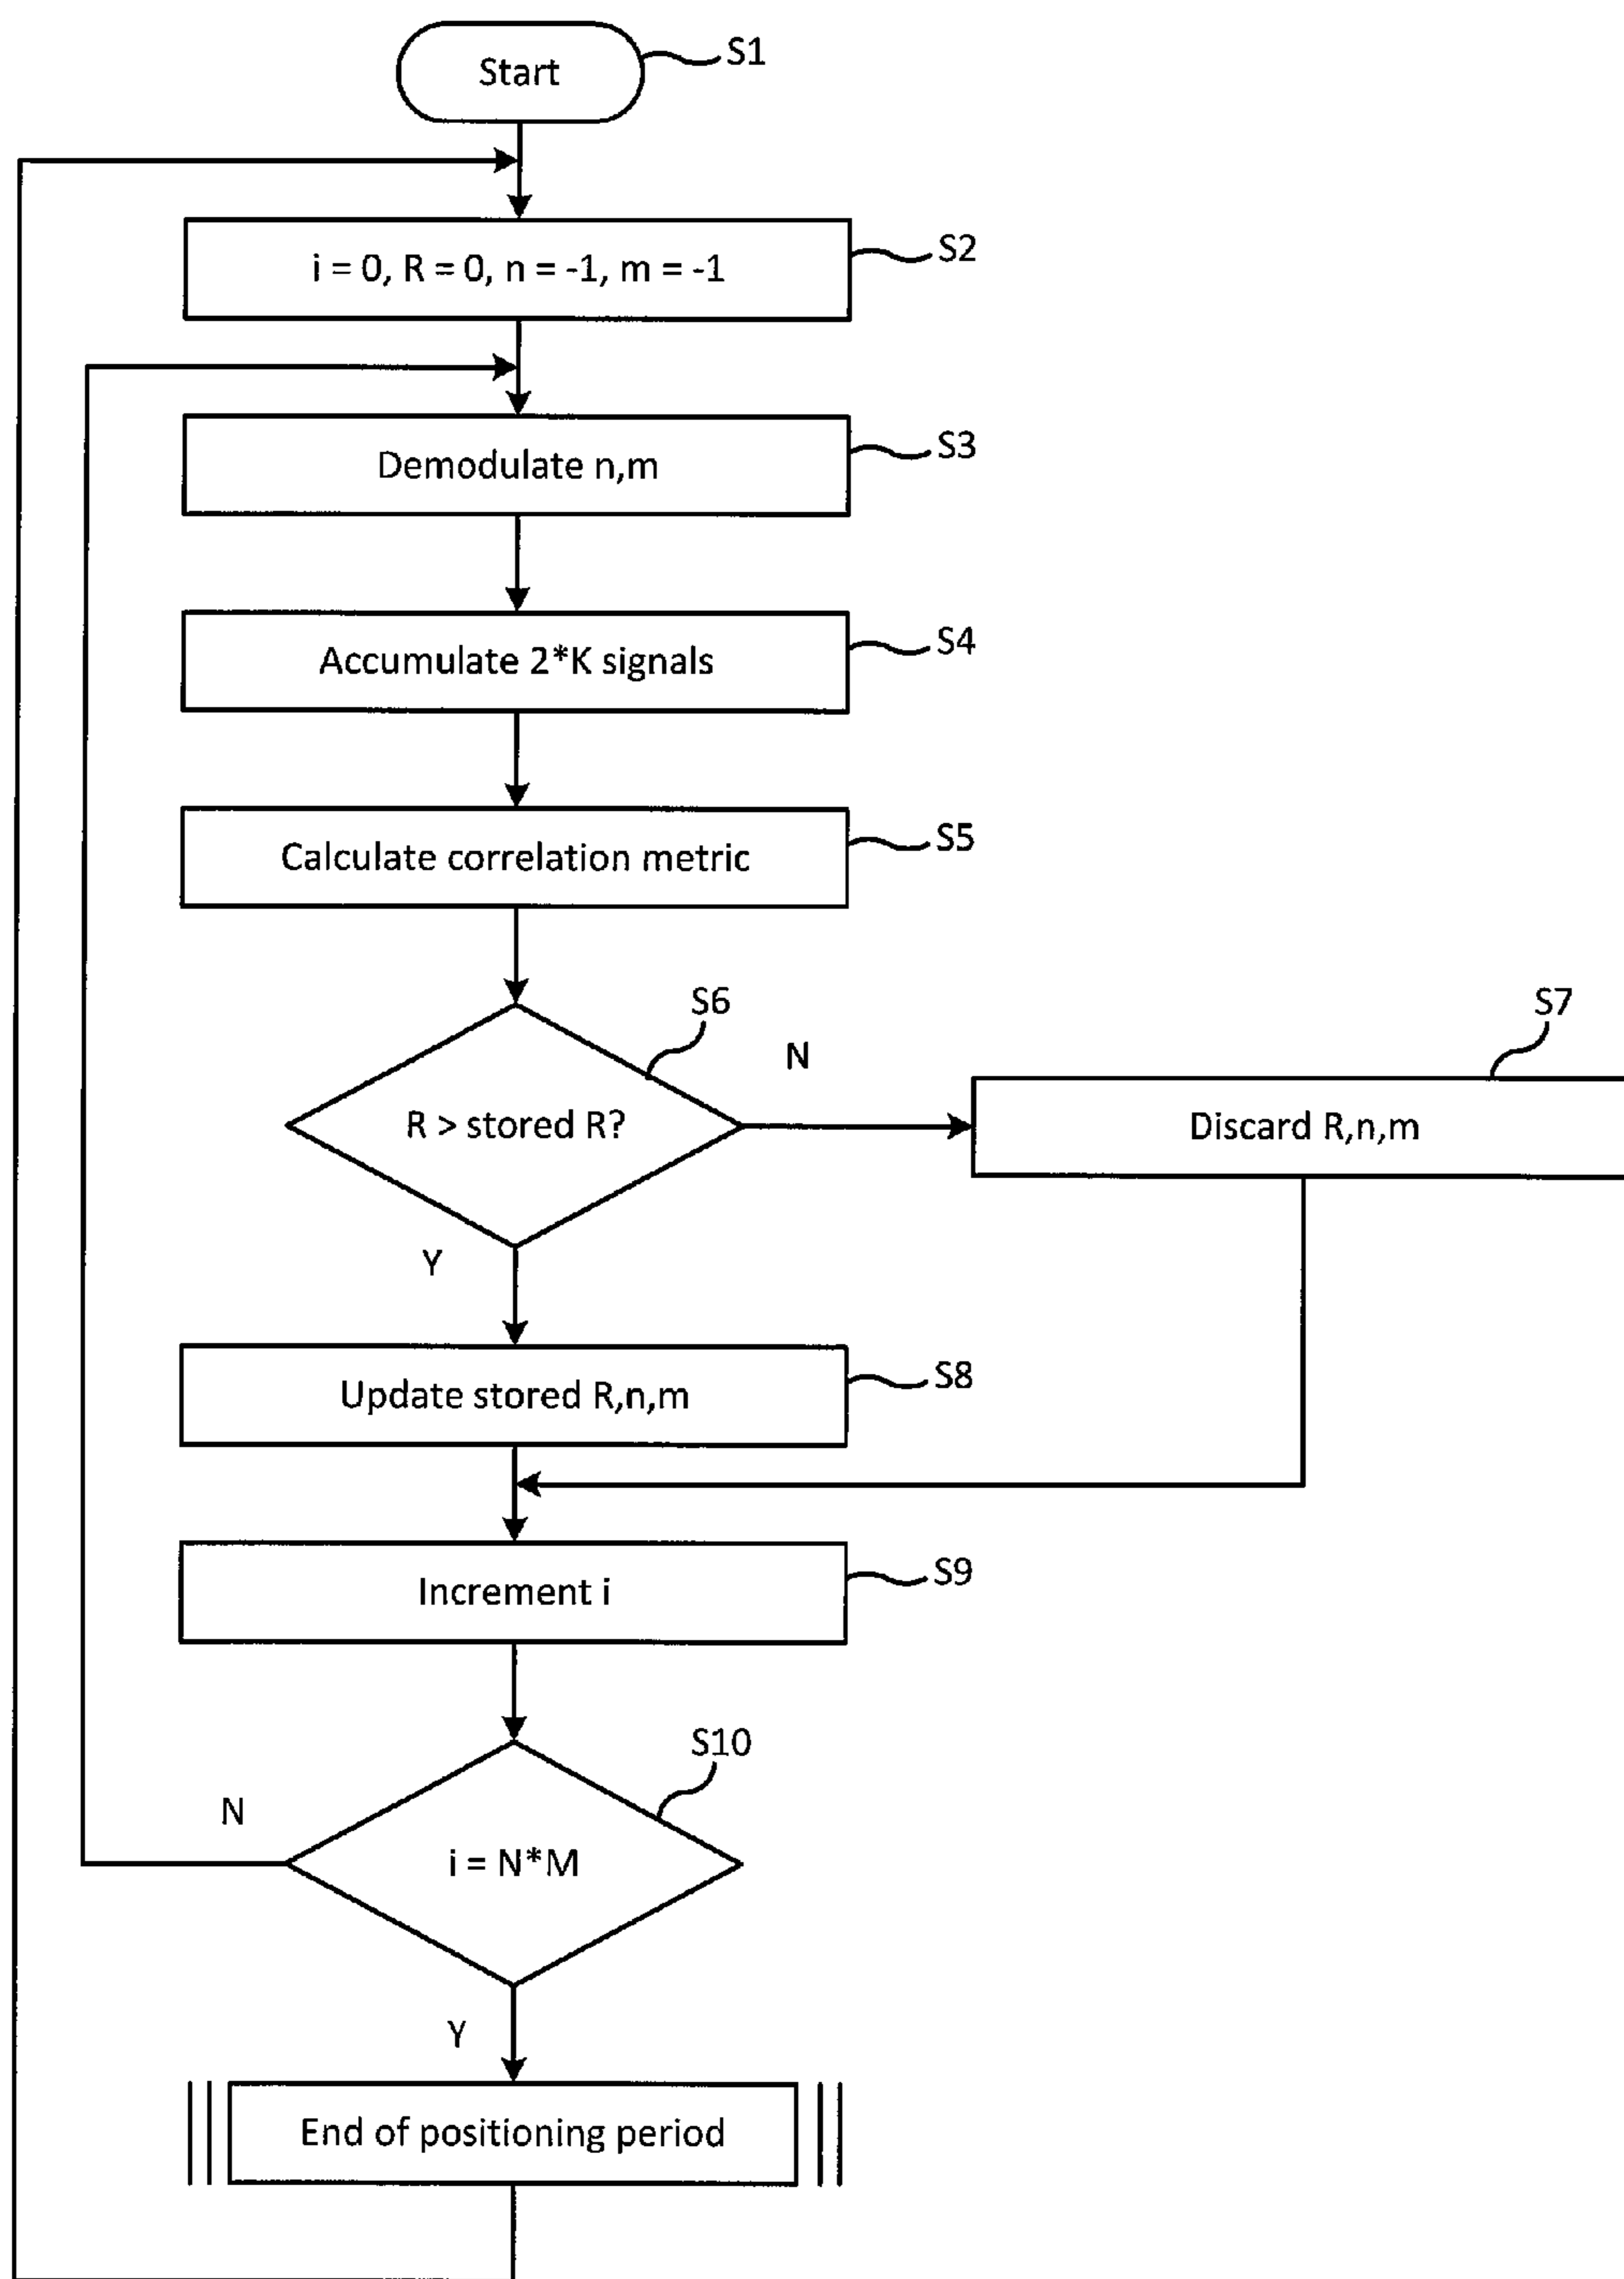 Start
S1
i = 0, R = 0, n = -1, m = -1
S2
Demodulate n,m
S3
Accumulate 2*K signals
S4
Calculate correlation metric
S5
S6
N
S7
R > stored R?
Discard R,n,m
Y
Update stored R,n,m
S8
Increment i
S9
S10
N
i = N*M
Y
End of positioning period